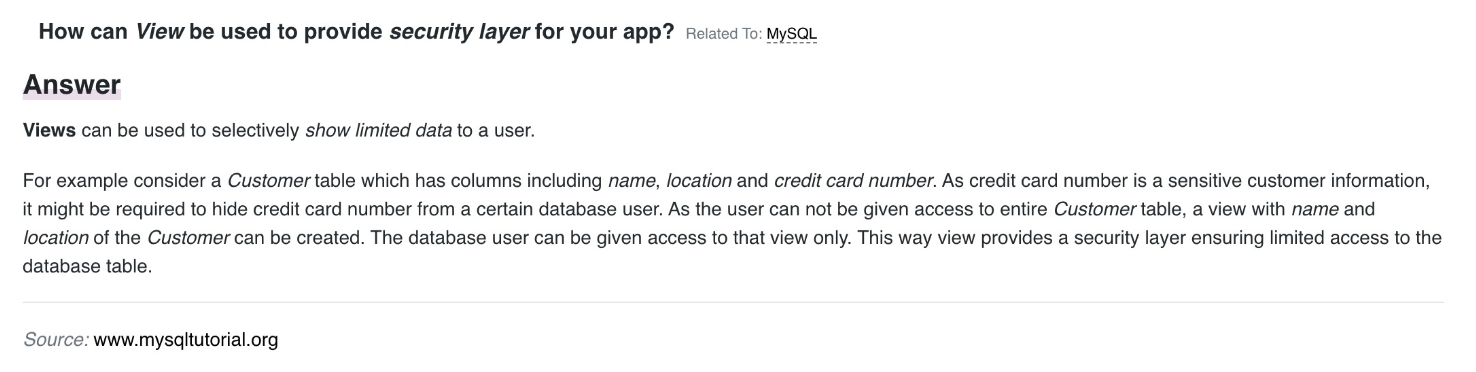 How can View be used to provide security layer for your app? Related To: MySQL
Answer
Views can be used to selectively show limited data to a user.
For example consider a Customer table which has columns including name, location and credit card number. As credit card number is a sensitive customer information,
it might be required to hide credit card number from a certain database user. As the user can not be given access to entire Customer table, a view with name and
location of the Customer can be created. The database user can be given access to that view only. This way view provides a security layer ensuring limited access to the
database table.
Source: www.mysqltutorial.org